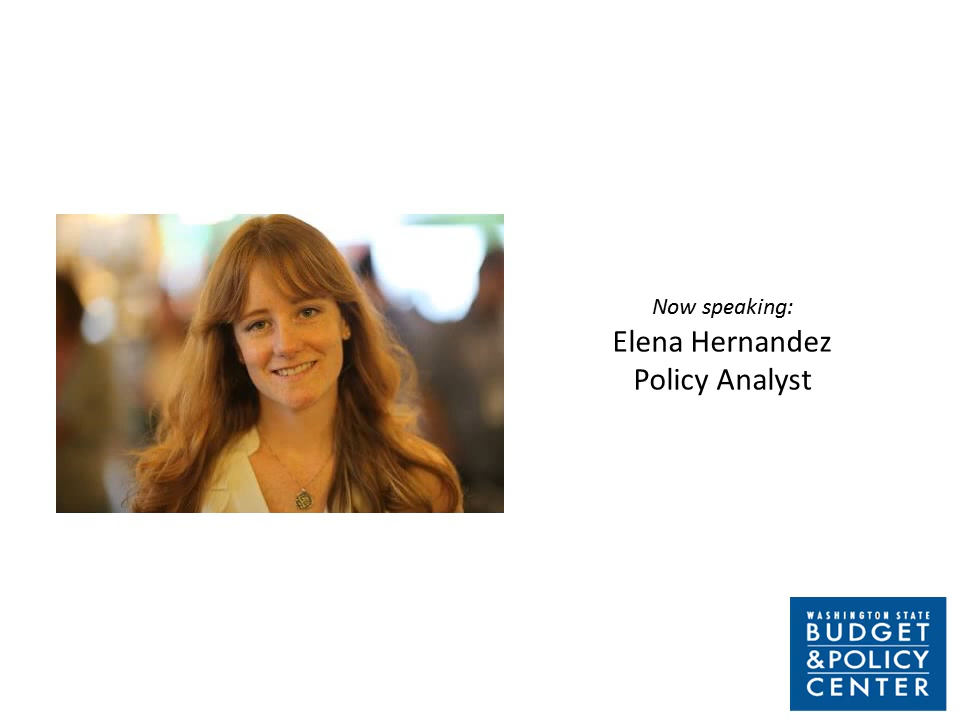 Now speaking:
Elena Hernandez
Policy Analyst
WASHINGTON STATE
BUDGET
&POLICY
CENTER